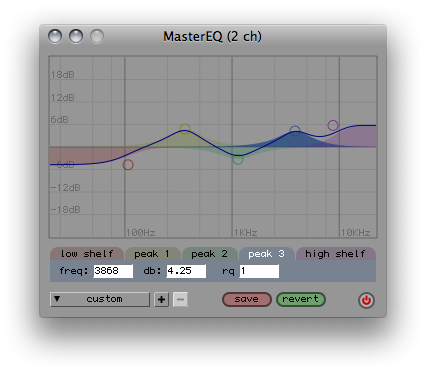 MasterEQ (2 ch)
18dB
12dB
6dB
-6dB
-12dB
-18dB
100Hz 1KHz 10KHz
low shelf peak 1 peak 2 peak 3 high shelf
freq: 3868 db: 4.25 rq 1
▼ custom + − save revert